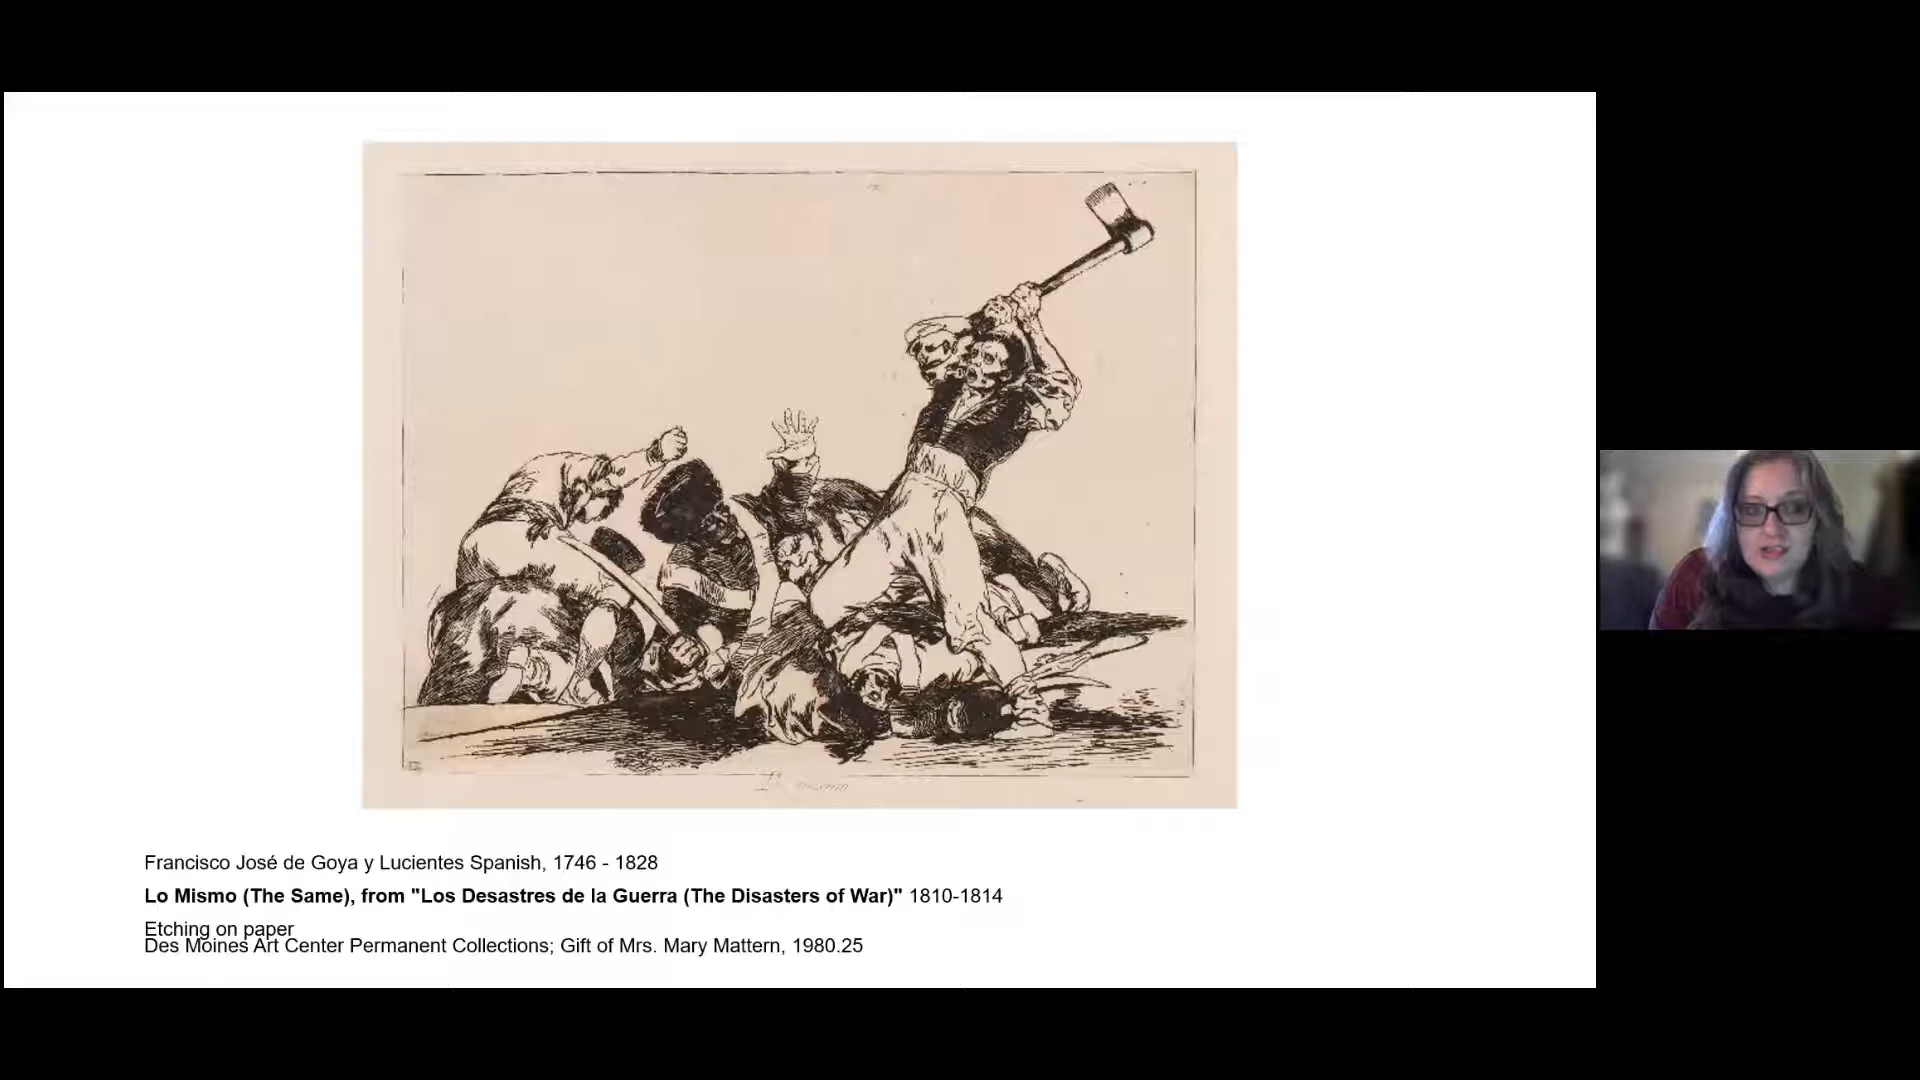 Francisco José de Goya y Lucientes Spanish, 1746 - 1828
Lo Mismo (The Same), from "Los Desastres de la Guerra (The Disasters of War)" 1810-1814
Etching on paper
Des Moines Art Center Permanent Collections; Gift of Mrs. Mary Mattern, 1980.25